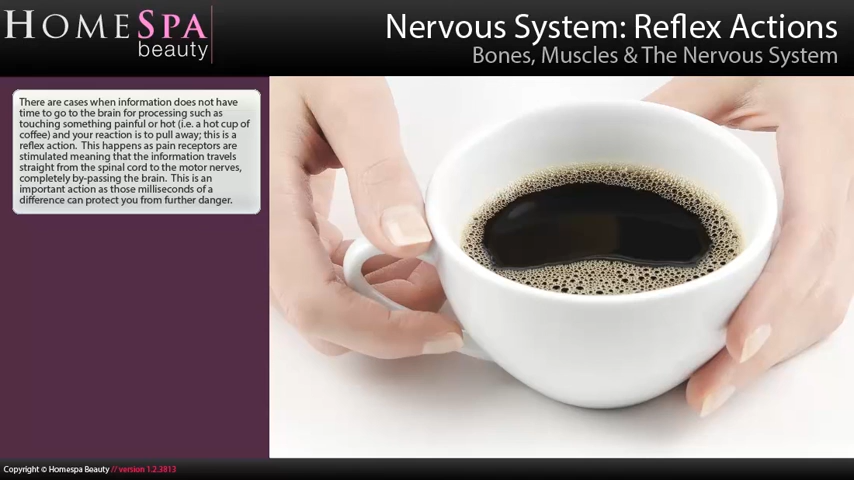 HOMESPA
beauty
Nervous System: Reflex Actions
Bones, Muscles & The Nervous System
There are cases when information does not have
time to go to the brain for processing such as
touching something painful or hot (i.e. a hot cup of
coffee) and your reaction is to pull away; this is a
reflex action. This happens as pain receptors are
stimulated meaning that the information travels
straight from the spinal cord to the motor nerves,
completely by-passing the brain. This is an
important action as those milliseconds of a
difference can protect you from further danger.
Copyright © Homespa Beauty // version 1.2.3813